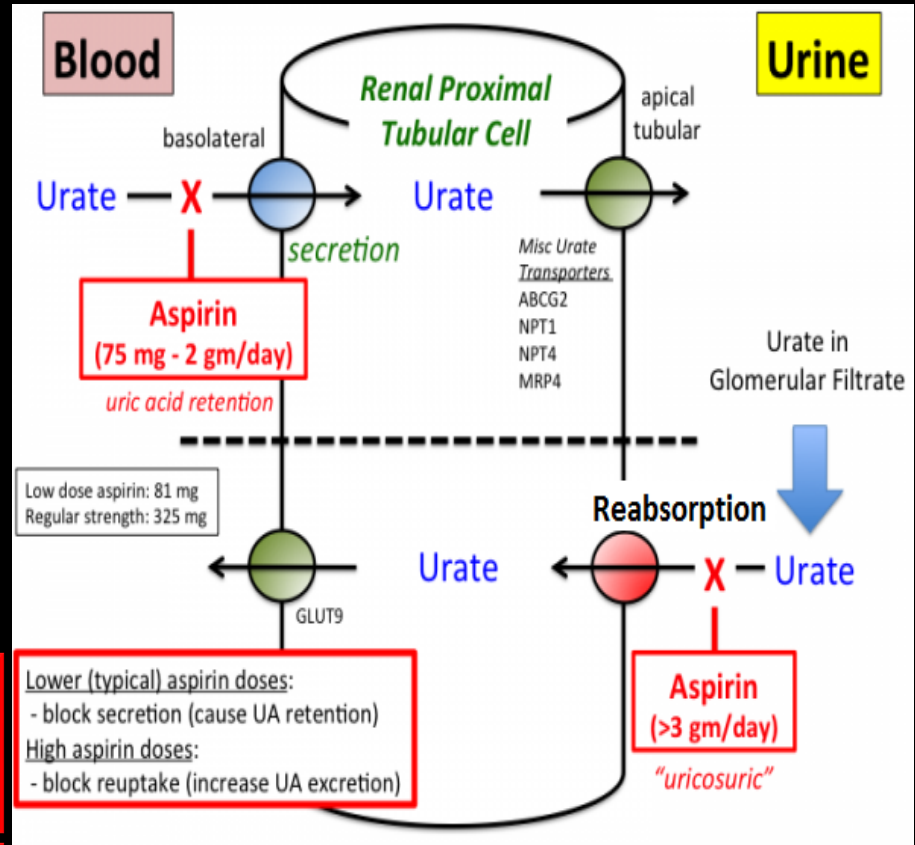 Blood
Urine
Renal Proximal
Tubular Cell
basolateral
apical
tubular
Urate
X
Urate
secretion
Misc Urate
Transporters
ABCG2
NPT1
NPT4
MRP4
Aspirin
(75 mg - 2 gm/day)
uric acid retention
Urate in
Glomerular Filtrate
Low dose aspirin: 81 mg
Regular strength: 325 mg
Reabsorption
Urate
X
Urate
GLUT9
Lower (typical) aspirin doses:
- block secretion (cause UA retention)
High aspirin doses:
- block reuptake (increase UA excretion)
Aspirin
(>3 gm/day)
"uricosuric"